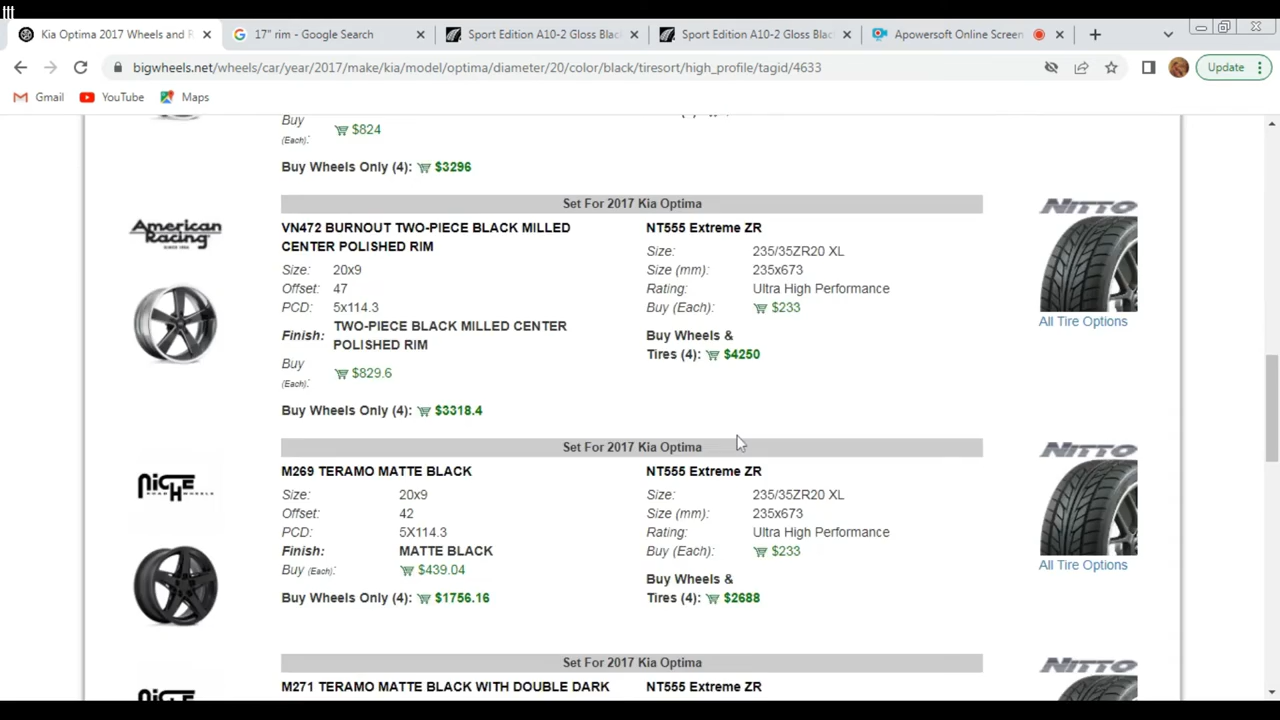 Kia Optima 2017 Wheels and R
17" rim - Google Search
Sport Edition A10-2 Gloss Blac
Sport Edition A10-2 Gloss Blac
Apowersoft Online Screen
bigwheels.net/wheels/car/year/2017/make/kia/model/optima/diameter/20/color/black/tiresort/high_profile/tagid/4633
Update
Gmail
YouTube
Maps
Buy
(Each):
$824
Buy Wheels Only (4): $3296
Set For 2017 Kia Optima
American
Racing
SINCE 1956
VN472 BURNOUT TWO-PIECE BLACK MILLED
CENTER POLISHED RIM
Size: 20x9
Offset: 47
PCD: 5x114.3
Finish: TWO-PIECE BLACK MILLED CENTER
POLISHED RIM
Buy
(Each):
$829.6
Buy Wheels Only (4): $3318.4
NT555 Extreme ZR
Size: 235/35ZR20 XL
Size (mm): 235x673
Rating: Ultra High Performance
Buy (Each): $233
Buy Wheels &
Tires (4): $4250
NITTO
All Tire Options
Set For 2017 Kia Optima
NICHE
ROAD WHEELS
M269 TERAMO MATTE BLACK
Size: 20x9
Offset: 42
PCD: 5X114.3
Finish: MATTE BLACK
Buy (Each): $439.04
Buy Wheels Only (4): $1756.16
NT555 Extreme ZR
Size: 235/35ZR20 XL
Size (mm): 235x673
Rating: Ultra High Performance
Buy (Each): $233
Buy Wheels &
Tires (4): $2688
NITTO
All Tire Options
Set For 2017 Kia Optima
NICHE
M271 TERAMO MATTE BLACK WITH DOUBLE DARK
NT555 Extreme ZR
NITTO